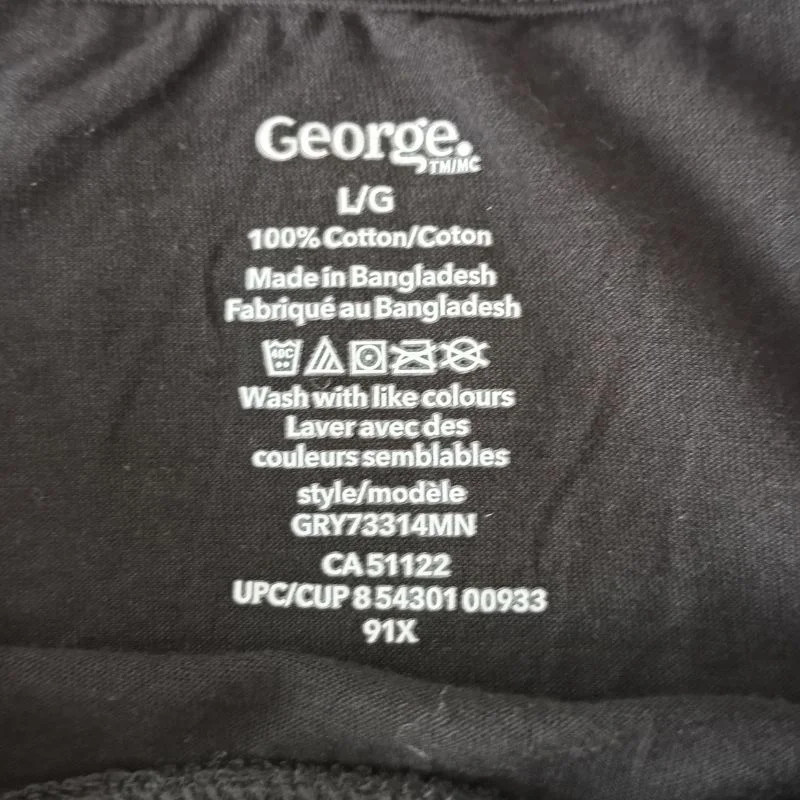 George.
TM/MC
L/G
100% Cotton/Coton
Made in Bangladesh
Fabriqué au Bangladesh
40C
Wash with like colours
Laver avec des
couleurs semblables
style/modèle
GRY73314MN
CA 51122
UPC/CUP 8 54301 00933
91X